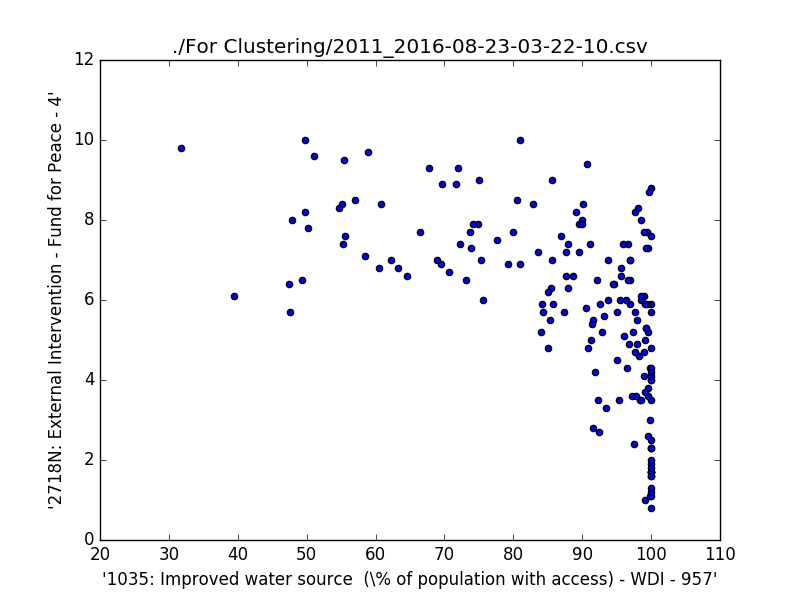 ./For Clustering/2011_2016-08-23-03-22-10.csv
'2718N: External Intervention - Fund for Peace - 4'
12
10
8
6
4
2
0
20 30 40 50 60 70 80 90 100 110
'1035: Improved water source  (\% of population with access) - WDI - 957'